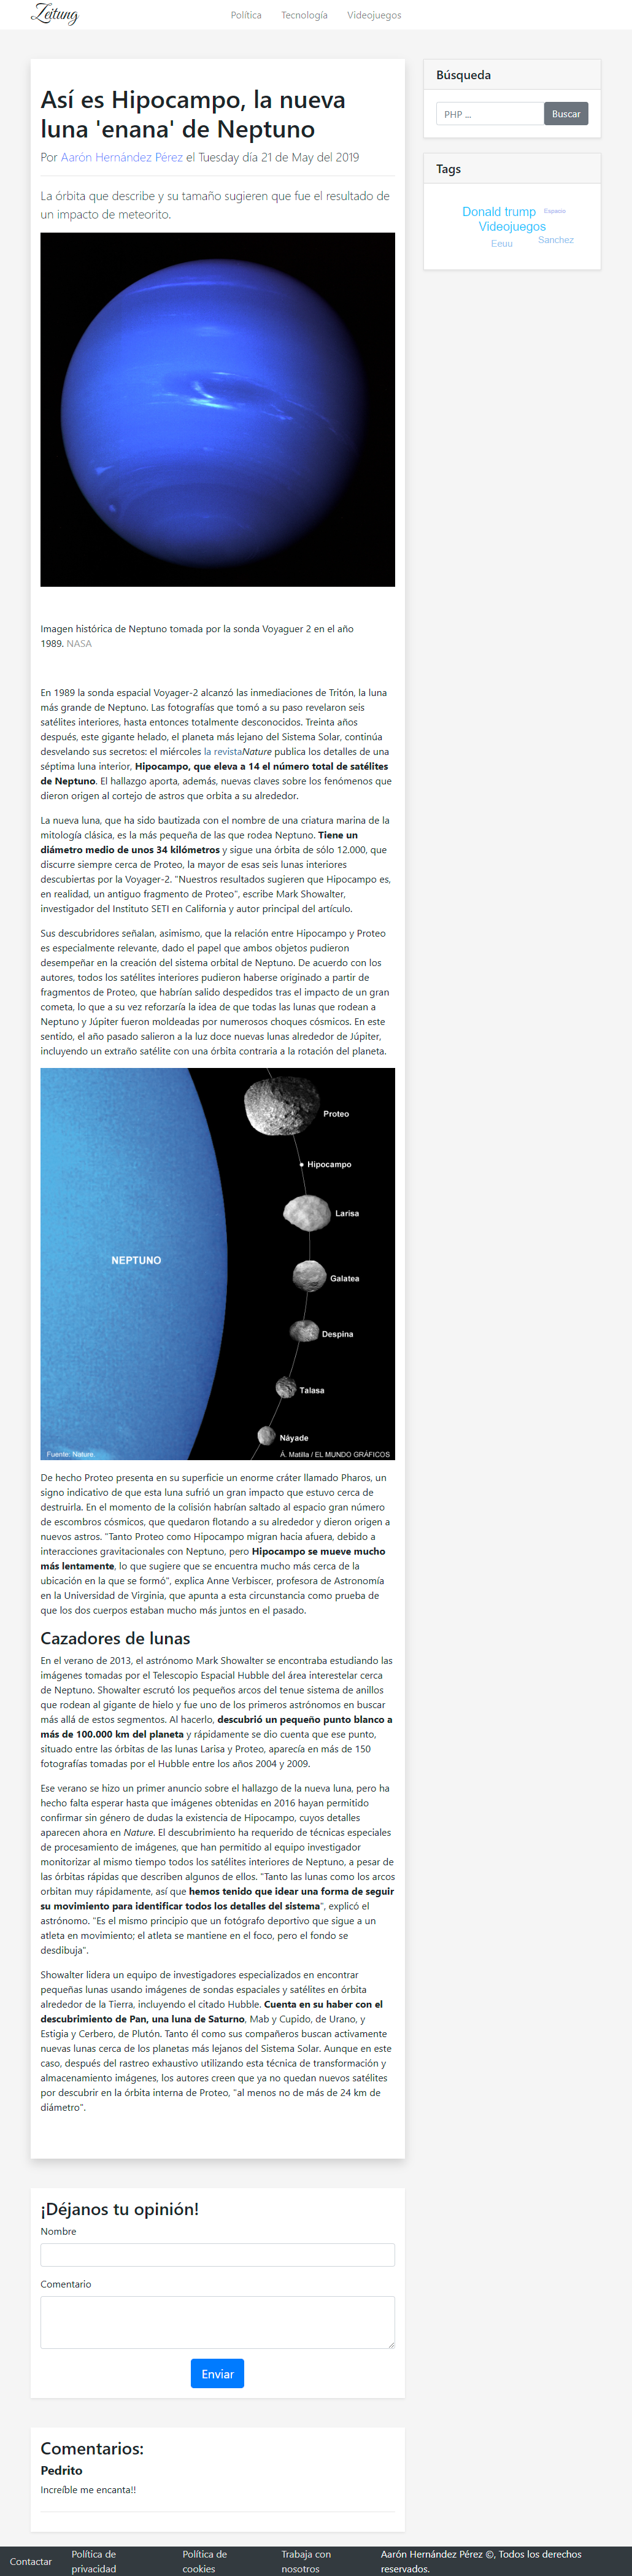 Zeitung
Política
Tecnología
Videojuegos
Así es Hipocampo, la nueva
luna 'enana' de Neptuno
Por Aarón Hernández Pérez el Tuesday día 21 de May del 2019
La órbita que describe y su tamaño sugieren que fue el resultado de
un impacto de meteorito.
Imagen histórica de Neptuno tomada por la sonda Voyaguer 2 en el año
1989. NASA
En 1989 la sonda espacial Voyager-2 alcanzó las inmediaciones de Tritón, la luna
más grande de Neptuno. Las fotografías que tomó a su paso revelaron seis
satélites interiores, hasta entonces totalmente desconocidos. Treinta años
después, este gigante helado, el planeta más lejano del Sistema Solar, continúa
desvelando sus secretos: el miércoles la revistaNature publica los detalles de una
séptima luna interior, Hipocampo, que eleva a 14 el número total de satélites
de Neptuno. El hallazgo aporta, además, nuevas claves sobre los fenómenos que
dieron origen al cortejo de astros que orbita a su alrededor.
La nueva luna, que ha sido bautizada con el nombre de una criatura marina de la
mitología clásica, es la más pequeña de las que rodea Neptuno. Tiene un
diámetro medio de unos 34 kilómetros y sigue una órbita de sólo 12.000, que
discurre siempre cerca de Proteo, la mayor de esas seis lunas interiores
descubiertas por la Voyager-2. "Nuestros resultados sugieren que Hipocampo es,
en realidad, un antiguo fragmento de Proteo", escribe Mark Showalter,
investigador del Instituto SETI en California y autor principal del artículo.
Sus descubridores señalan, asimismo, que la relación entre Hipocampo y Proteo
es especialmente relevante, dado el papel que ambos objetos pudieron
desempeñar en la creación del sistema orbital de Neptuno. De acuerdo con los
autores, todos los satélites interiores pudieron haberse originado a partir de
fragmentos de Proteo, que habrían salido despedidos tras el impacto de un gran
cometa, lo que a su vez reforzaría la idea de que todas las lunas que rodean a
Neptuno y Júpiter fueron moldeadas por numerosos choques cósmicos. En este
sentido, el año pasado salieron a la luz doce nuevas lunas alrededor de Júpiter,
incluyendo un extraño satélite con una órbita contraria a la rotación del planeta.
Proteo
Hipocampo
Larisa
NEPTUNO
Galatea
Despina
Talasa
Náyade
Fuente: Nature.
Á. Matilla / EL MUNDO GRÁFICOS
De hecho Proteo presenta en su superficie un enorme cráter llamado Pharos, un
signo indicativo de que esta luna sufrió un gran impacto que estuvo cerca de
destruirla. En el momento de la colisión habrían saltado al espacio gran número
de escombros cósmicos, que quedaron flotando a su alrededor y dieron origen a
nuevos astros. "Tanto Proteo como Hipocampo migran hacia afuera, debido a
interacciones gravitacionales con Neptuno, pero Hipocampo se mueve mucho
más lentamente, lo que sugiere que se encuentra mucho más cerca de la
ubicación en la que se formó", explica Anne Verbiscer, profesora de Astronomía
en la Universidad de Virginia, que apunta a esta circunstancia como prueba de
que los dos cuerpos estaban mucho más juntos en el pasado.
Cazadores de lunas
En el verano de 2013, el astrónomo Mark Showalter se encontraba estudiando las
imágenes tomadas por el Telescopio Espacial Hubble del área interestelar cerca
de Neptuno. Showalter escrutó los pequeños arcos del tenue sistema de anillos
que rodean al gigante de hielo y fue uno de los primeros astrónomos en buscar
más allá de estos segmentos. Al hacerlo, descubrió un pequeño punto blanco a
más de 100.000 km del planeta y rápidamente se dio cuenta que ese punto,
situado entre las órbitas de las lunas Larisa y Proteo, aparecía en más de 150
fotografías tomadas por el Hubble entre los años 2004 y 2009.
Ese verano se hizo un primer anuncio sobre el hallazgo de la nueva luna, pero ha
hecho falta esperar hasta que imágenes obtenidas en 2016 hayan permitido
confirmar sin género de dudas la existencia de Hipocampo, cuyos detalles
aparecen ahora en Nature. El descubrimiento ha requerido de técnicas especiales
de procesamiento de imágenes, que han permitido al equipo investigador
monitorizar al mismo tiempo todos los satélites interiores de Neptuno, a pesar de
las órbitas rápidas que describen algunos de ellos. "Tanto las lunas como los arcos
orbitan muy rápidamente, así que hemos tenido que idear una forma de seguir
su movimiento para identificar todos los detalles del sistema", explicó el
astrónomo. "Es el mismo principio que un fotógrafo deportivo que sigue a un
atleta en movimiento; el atleta se mantiene en el foco, pero el fondo se
desdibuja".
Showalter lidera un equipo de investigadores especializados en encontrar
pequeñas lunas usando imágenes de sondas espaciales y satélites en órbita
alrededor de la Tierra, incluyendo el citado Hubble. Cuenta en su haber con el
descubrimiento de Pan, una luna de Saturno, Mab y Cupido, de Urano, y
Estigia y Cerbero, de Plutón. Tanto él como sus compañeros buscan activamente
nuevas lunas cerca de los planetas más lejanos del Sistema Solar. Aunque en este
caso, después del rastreo exhaustivo utilizando esta técnica de transformación y
almacenamiento imágenes, los autores creen que ya no quedan nuevos satélites
por descubrir en la órbita interna de Proteo, "al menos no de más de 24 km de
diámetro".
¡Déjanos tu opinión!
Nombre
Comentario
Enviar
Comentarios:
Pedrito
Increíble me encanta!!
Búsqueda
PHP ...
Buscar
Tags
Donald trump
Espacio
Videojuegos
Eeuu
Sanchez
Contactar
Política de
privacidad
Política de
cookies
Trabaja con
nosotros
Aarón Hernández Pérez ©, Todos los derechos
reservados.